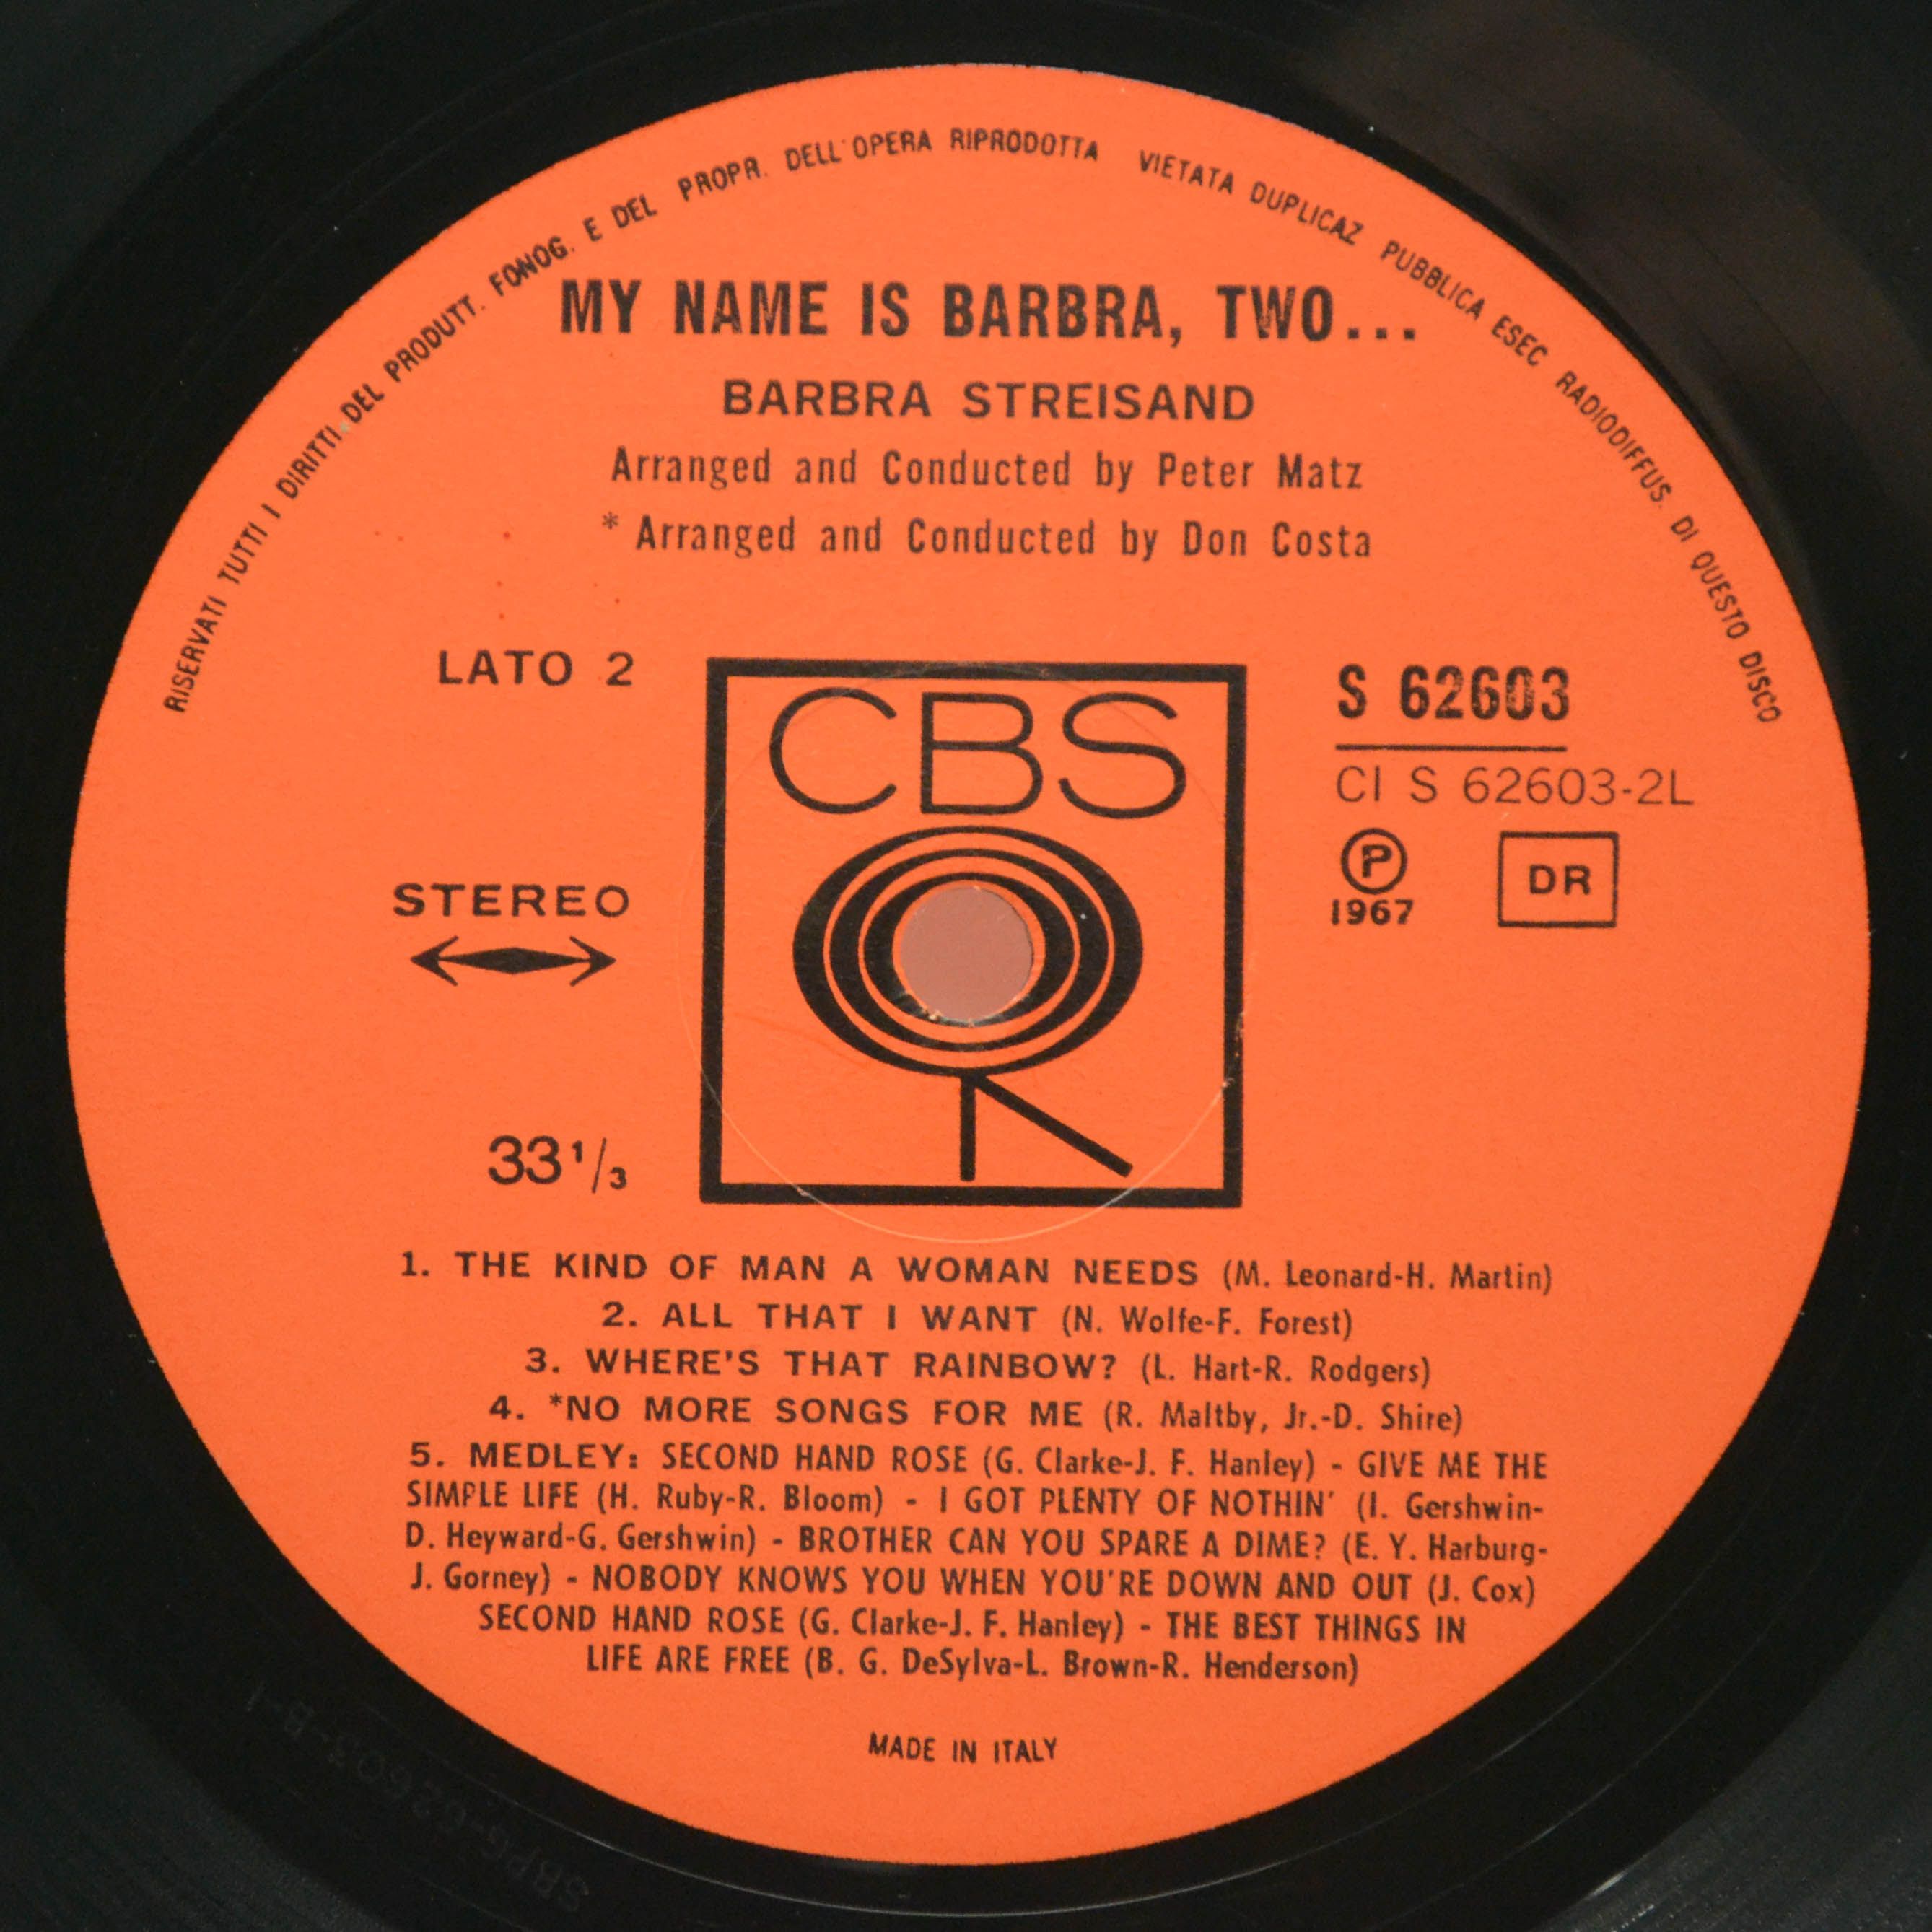 RISERVATI TUTTI I DIRITTI DEL PRODUTT. FONOG. E DEL PROPR. DELL'OPERA RIPRODOTTA VIETATA DUPLICAZ PUBBLICA ESEC RADIODIFFUS. DI QUESTO DISCO
MY NAME IS BARBRA, TWO...
BARBRA STREISAND
Arranged and Conducted by Peter Matz
* Arranged and Conducted by Don Costa
LATO 2
CBS
S 62603
CI S 62603-2L
STEREO
Ⓟ
1967
DR
33 1/3
1. THE KIND OF MAN A WOMAN NEEDS (M. Leonard-H. Martin)
2. ALL THAT I WANT (N. Wolfe-F. Forest)
3. WHERE'S THAT RAINBOW? (L. Hart-R. Rodgers)
4. *NO MORE SONGS FOR ME (R. Maltby, Jr.-D. Shire)
5. MEDLEY: SECOND HAND ROSE (G. Clarke-J. F. Hanley) - GIVE ME THE
SIMPLE LIFE (H. Ruby-R. Bloom) - I GOT PLENTY OF NOTHIN' (I. Gershwin-
D. Heyward-G. Gershwin) - BROTHER CAN YOU SPARE A DIME? (E. Y. Harburg-
J. Gorney) - NOBODY KNOWS YOU WHEN YOU'RE DOWN AND OUT (J. Cox)
SECOND HAND ROSE (G. Clarke-J. F. Hanley) - THE BEST THINGS IN
LIFE ARE FREE (B. G. DeSylva-L. Brown-R. Henderson)
MADE IN ITALY
SBPG-62603-B-1